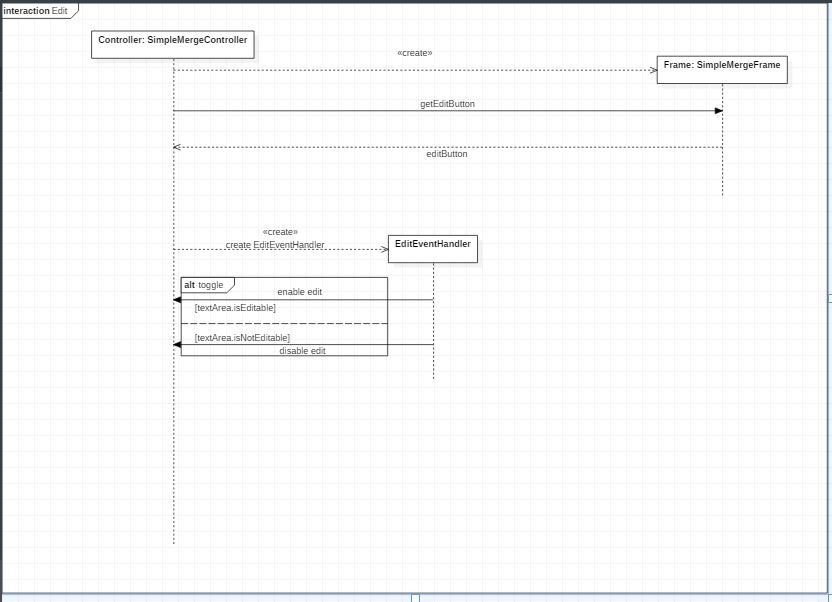 interaction Edit
Controller: SimpleMergeController
«create»
Frame: SimpleMergeFrame
getEditButton
editButton
«create»
create EditEventHandler
EditEventHandler
alt toggle
enable edit
[textArea.isEditable]
[textArea.isNotEditable]
disable edit